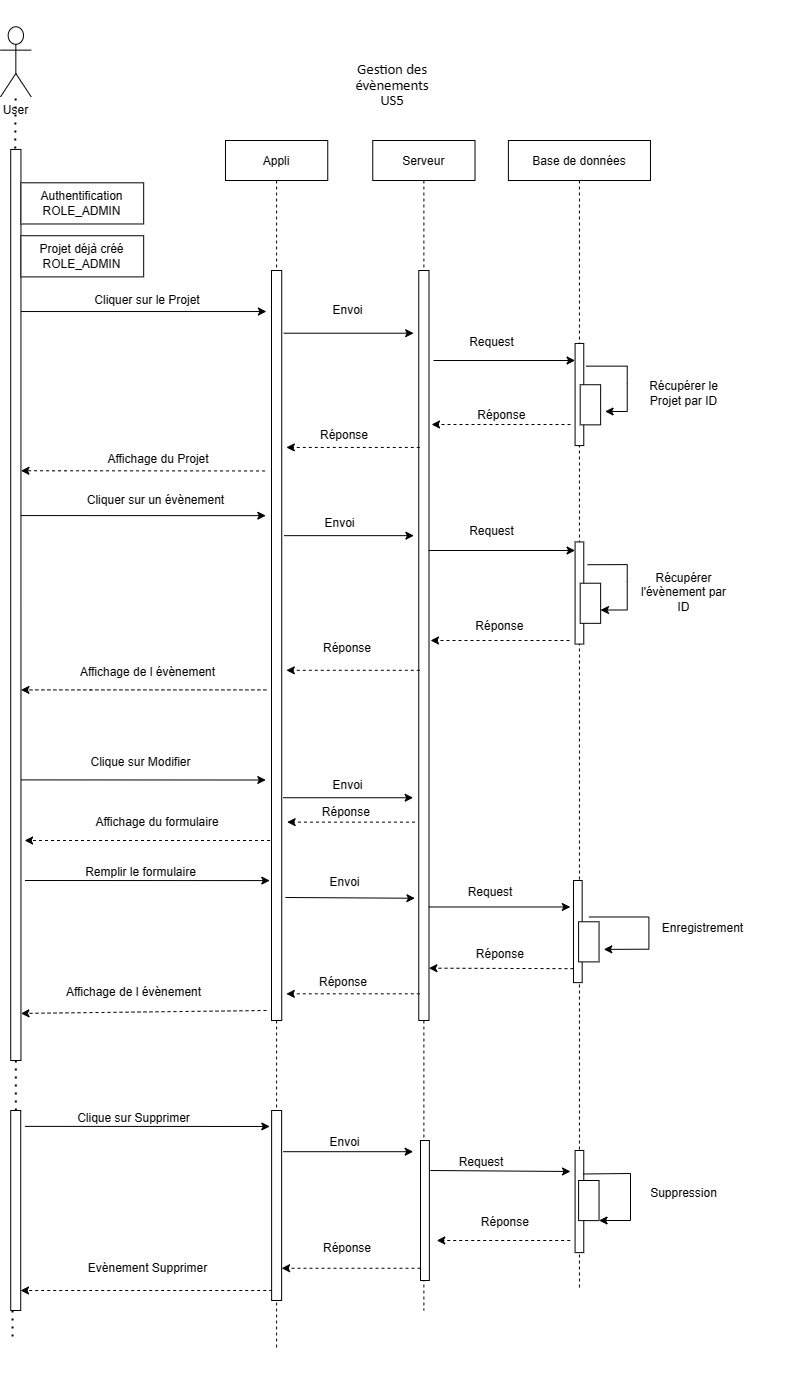 Gestion des
évènements
US5
User
Appli
Serveur
Base de données
Authentification
ROLE_ADMIN
Projet déjà créé
ROLE_ADMIN
Cliquer sur le Projet
Envoi
Request
Récupérer le
Projet par ID
Réponse
Réponse
Affichage du Projet
Cliquer sur un évènement
Envoi
Request
Récupérer
l'évènement par
ID
Réponse
Réponse
Affichage de l évènement
Clique sur Modifier
Envoi
Réponse
Affichage du formulaire
Remplir le formulaire
Envoi
Request
Enregistrement
Réponse
Réponse
Affichage de l évènement
Clique sur Supprimer
Envoi
Request
Suppression
Réponse
Réponse
Evènement Supprimer